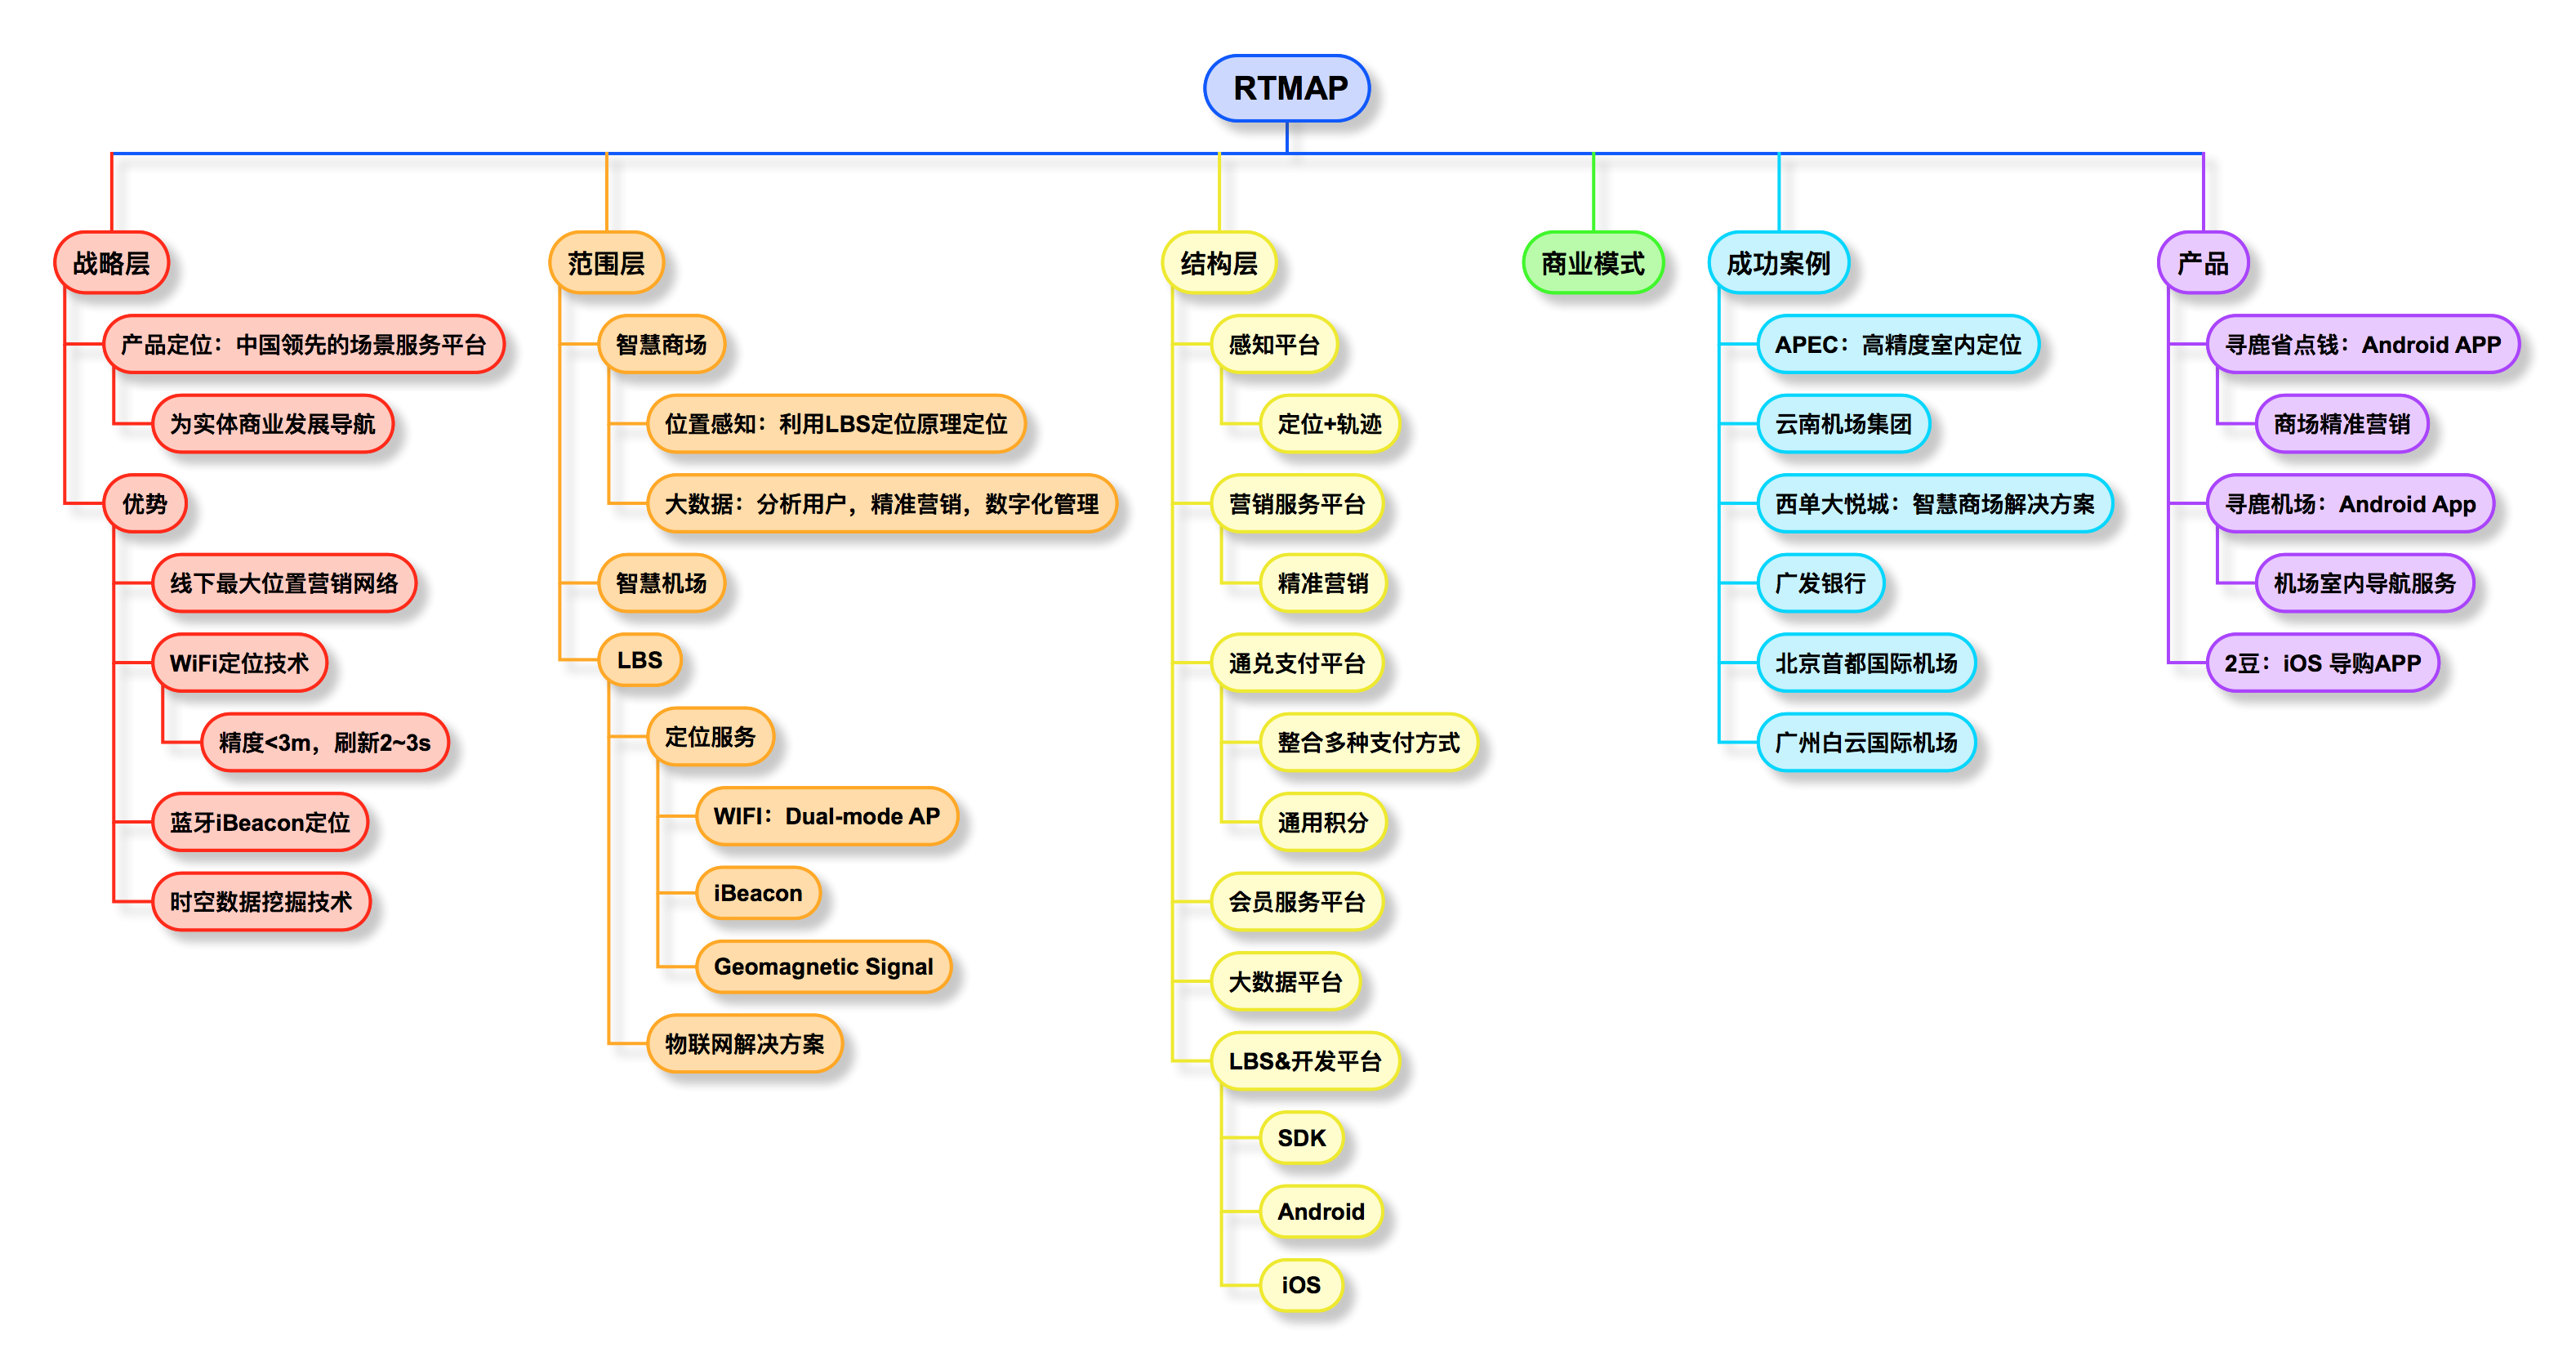 RTMAP
战略层
产品定位：中国领先的场景服务平台
为实体商业发展导航
优势
线下最大位置营销网络
WiFi定位技术
精度<3m，刷新2~3s
蓝牙iBeacon定位
时空数据挖掘技术
范围层
智慧商场
位置感知：利用LBS定位原理定位
大数据：分析用户，精准营销，数字化管理
智慧机场
LBS
定位服务
WIFI：Dual-mode AP
iBeacon
Geomagnetic Signal
物联网解决方案
结构层
感知平台
定位+轨迹
营销服务平台
精准营销
通兑支付平台
整合多种支付方式
通用积分
会员服务平台
大数据平台
LBS&开发平台
SDK
Android
iOS
商业模式
成功案例
APEC：高精度室内定位
云南机场集团
西单大悦城：智慧商场解决方案
广发银行
北京首都国际机场
广州白云国际机场
产品
寻鹿省点钱：Android APP
商场精准营销
寻鹿机场：Android App
机场室内导航服务
2豆：iOS 导购APP